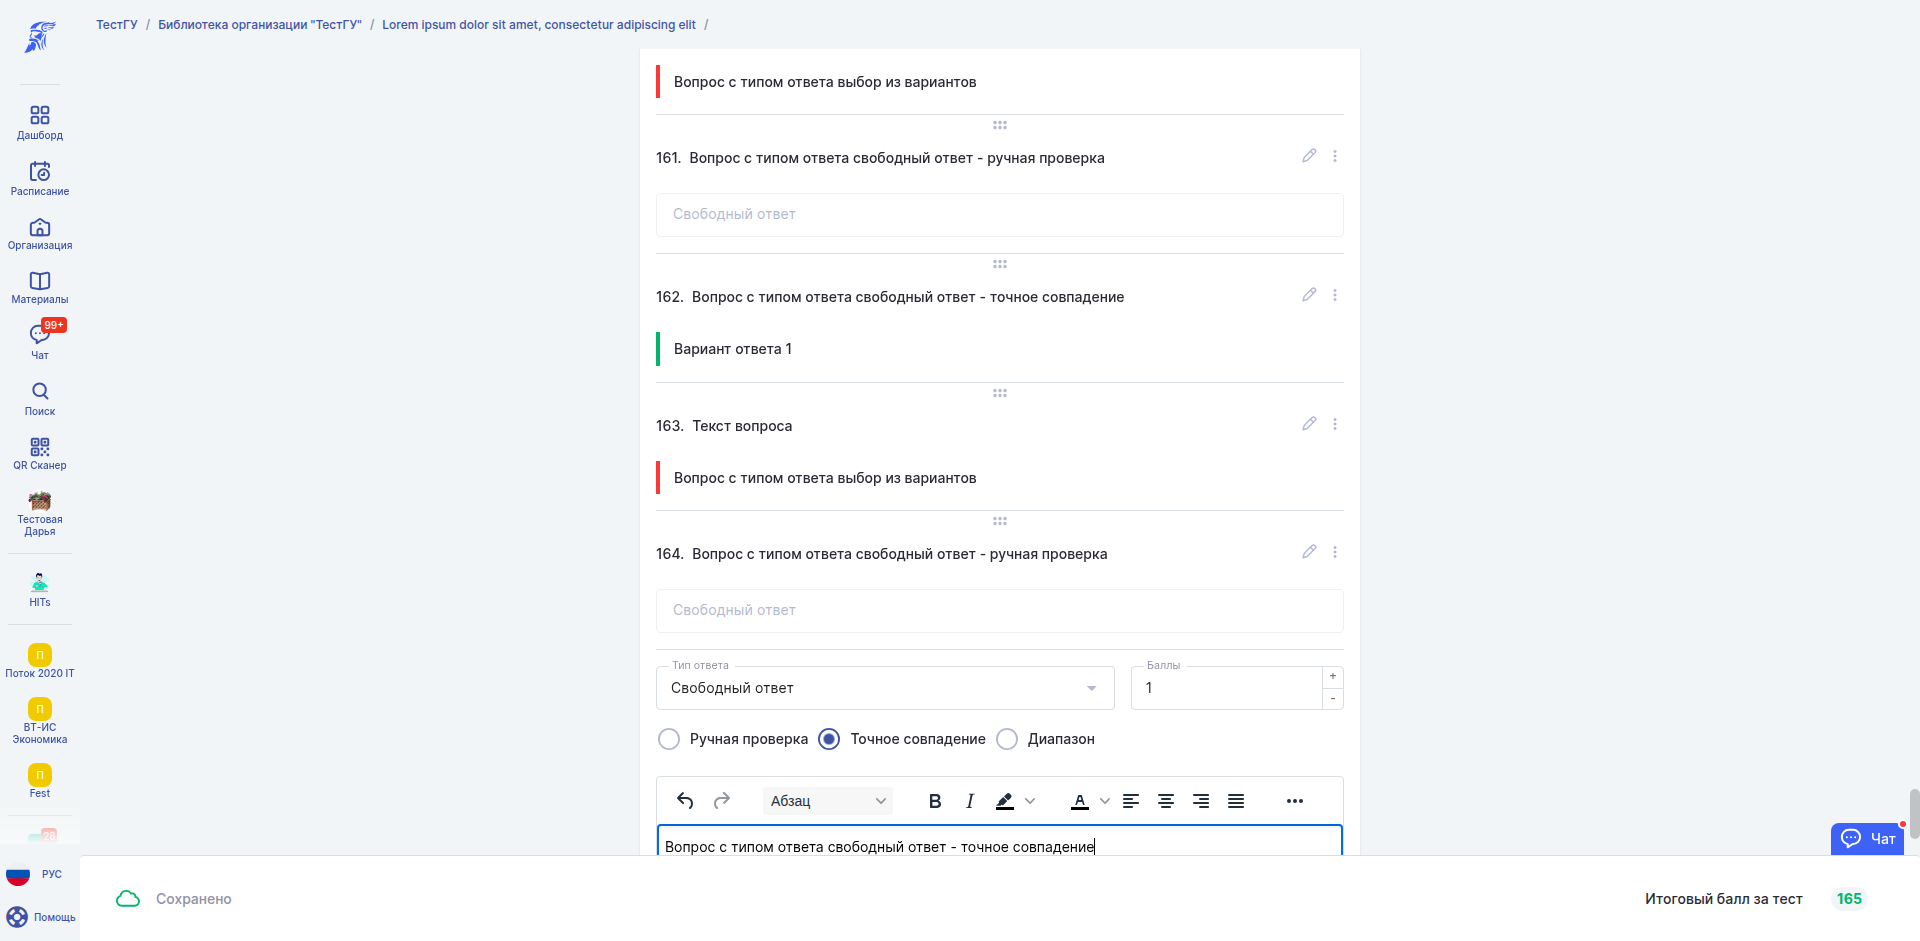 ТестГУ / Библиотека организации "ТестГУ" / Lorem ipsum dolor sit amet, consectetur adipiscing elit /
Дашборд
Расписание
Организация
Материалы
99+
Чат
Поиск
QR Сканер
Тестовая
Дарья
HITs
П
Поток 2020 IT
П
ВТ-ИС
Экономика
П
Fest
28
РУС
Помощь
Вопрос с типом ответа выбор из вариантов
161. Вопрос с типом ответа свободный ответ - ручная проверка
Свободный ответ
162. Вопрос с типом ответа свободный ответ - точное совпадение
Вариант ответа 1
163. Текст вопроса
Вопрос с типом ответа выбор из вариантов
164. Вопрос с типом ответа свободный ответ - ручная проверка
Свободный ответ
Тип ответа
Свободный ответ
Баллы
1
+
-
Ручная проверка Точное совпадение Диапазон
Абзац B I A
Вопрос с типом ответа свободный ответ - точное совпадение
Чат
Сохранено
Итоговый балл за тест 165